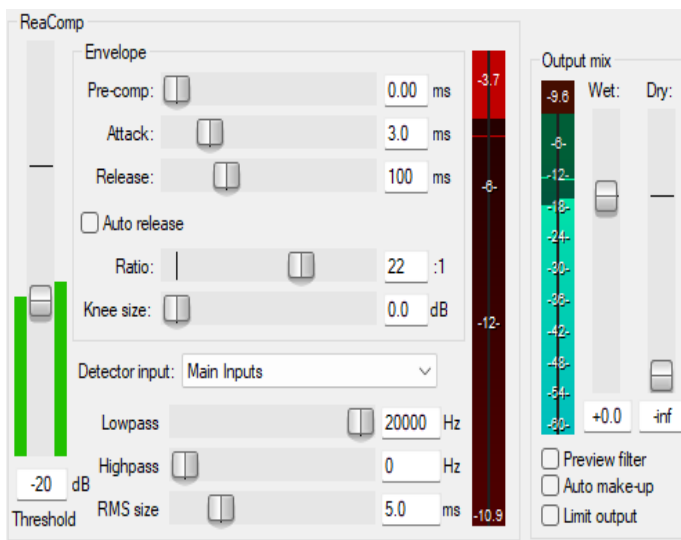 ReaComp
Envelope
Pre-comp: 0.00 ms
Attack: 3.0 ms
Release: 100 ms
Auto release
Ratio: 22 :1
Knee size: 0.0 dB
Detector input: Main Inputs
Lowpass 20000 Hz
Highpass 0 Hz
RMS size 5.0 ms
-20 dB
Threshold
-3.7
-6-
-12-
-10.9
Output mix
Wet: Dry:
-9.6
-6-
-12-
-18-
-24-
-30-
-36-
-42-
-48-
-54-
-60-
+0.0 -inf
Preview filter
Auto make-up
Limit output